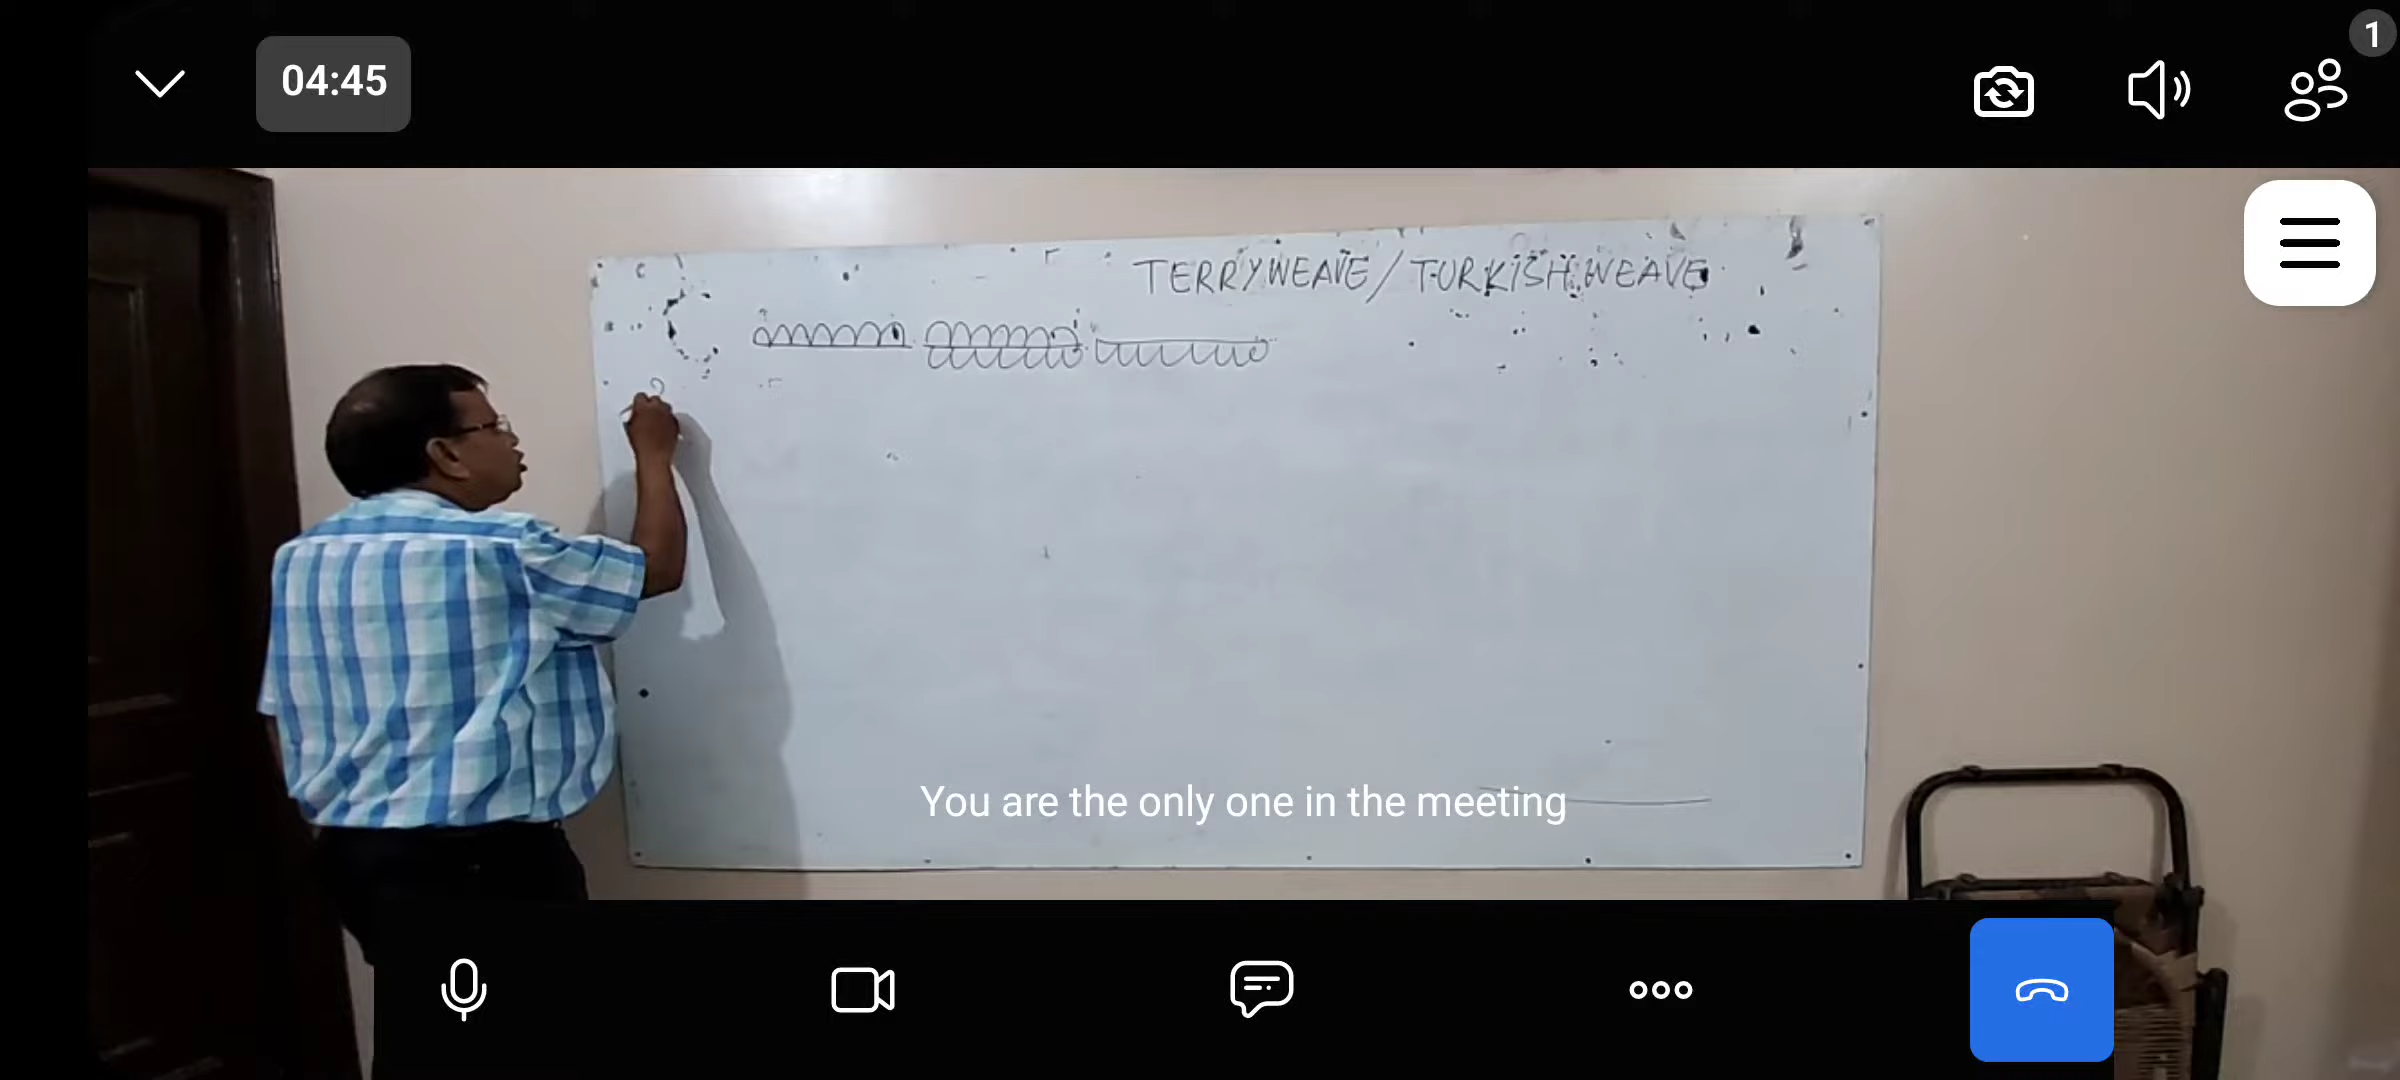 04:45
1
TERRY WEAVE / TURKISH WEAVE
You are the only one in the meeting